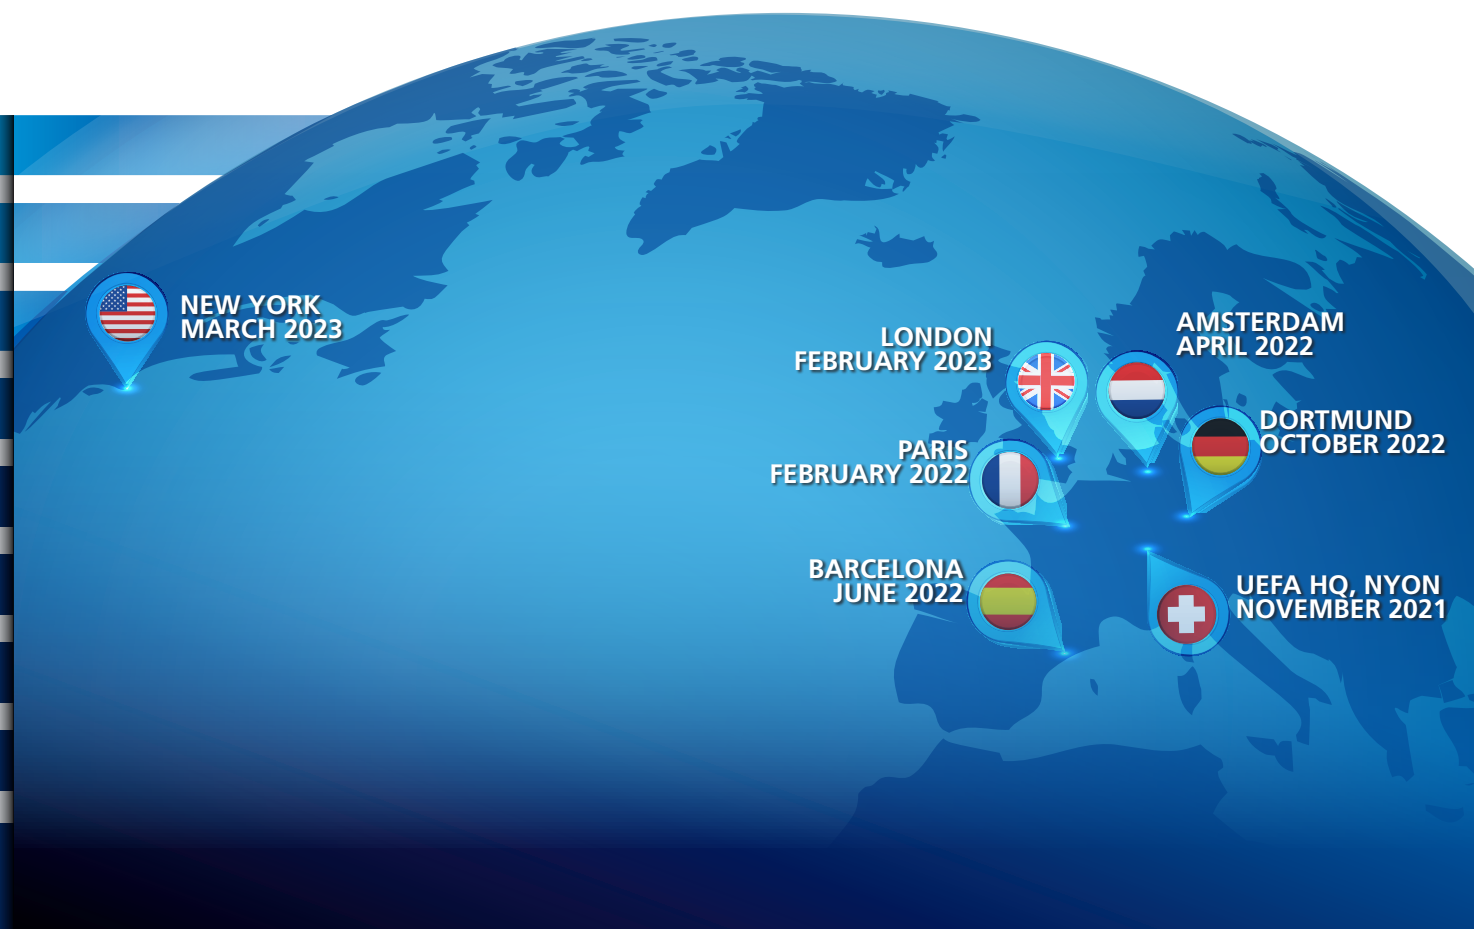 NEW YORK
MARCH 2023
LONDON
FEBRUARY 2023
AMSTERDAM
APRIL 2022
DORTMUND
OCTOBER 2022
PARIS
FEBRUARY 2022
BARCELONA
JUNE 2022
UEFA HQ, NYON
NOVEMBER 2021